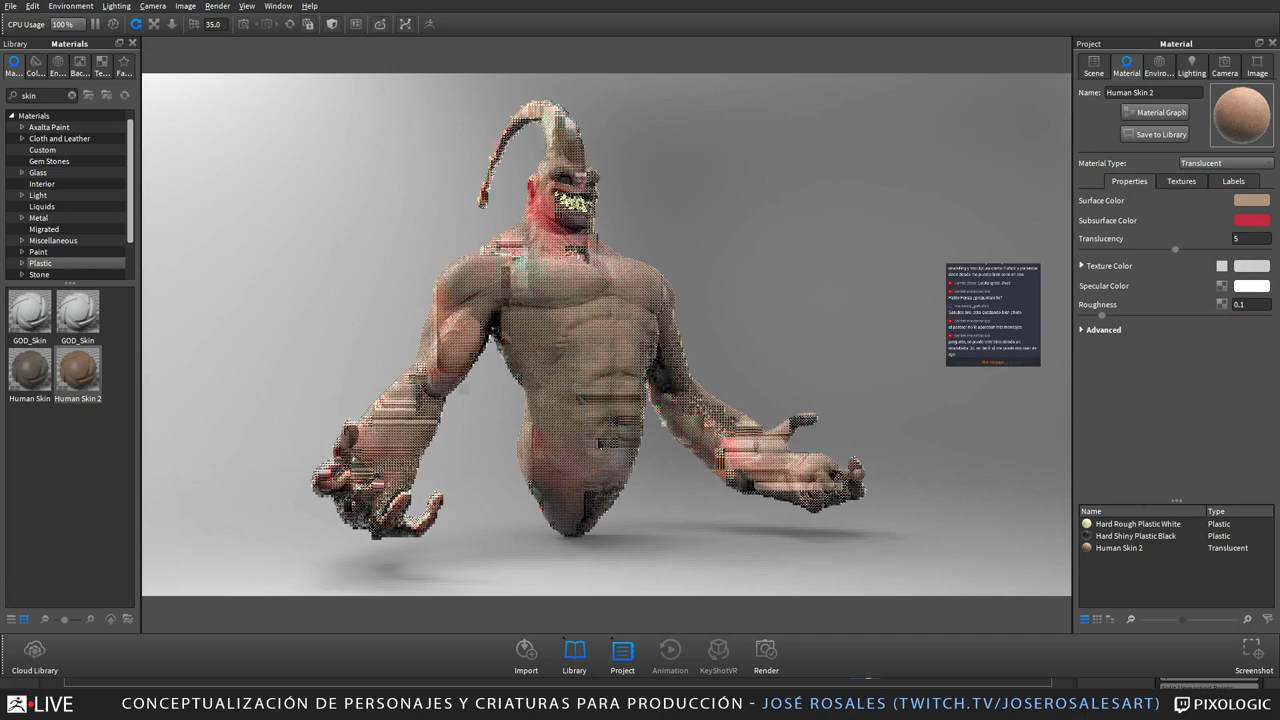 File Edit Environment Lighting Camera Image Render View Window Help
CPU Usage 100 % 35.0
Library Materials
Project Material
Ma... Col... En... Bac... Te... Fa...
Scene Material Enviro... Lighting Camera Image
skin
Name: Human Skin 2
Material Graph
Save to Library
Materials
Axalta Paint
Cloth and Leather
Custom
Gem Stones
Glass
Interior
Light
Liquids
Metal
Migrated
Miscellaneous
Paint
Plastic
Stone
GOD_Skin GOD_Skin
Human Skin Human Skin 2
Material Type: Translucent
Properties Textures Labels
Surface Color
Subsurface Color
Translucency 5
Texture Color
Specular Color
Roughness 0.1
Advanced
Name Type
Hard Rough Plastic White Plastic
Hard Shiny Plastic Black Plastic
Human Skin 2 Translucent
Cloud Library Import Library Project Animation KeyShotVR Render Screenshot
LIVE CONCEPTUALIZACIÓN DE PERSONAJES Y CRIATURAS PARA PRODUCCIÓN - JOSÉ ROSALES (TWITCH.TV/JOSEROSALESART) PIXOLOGIC